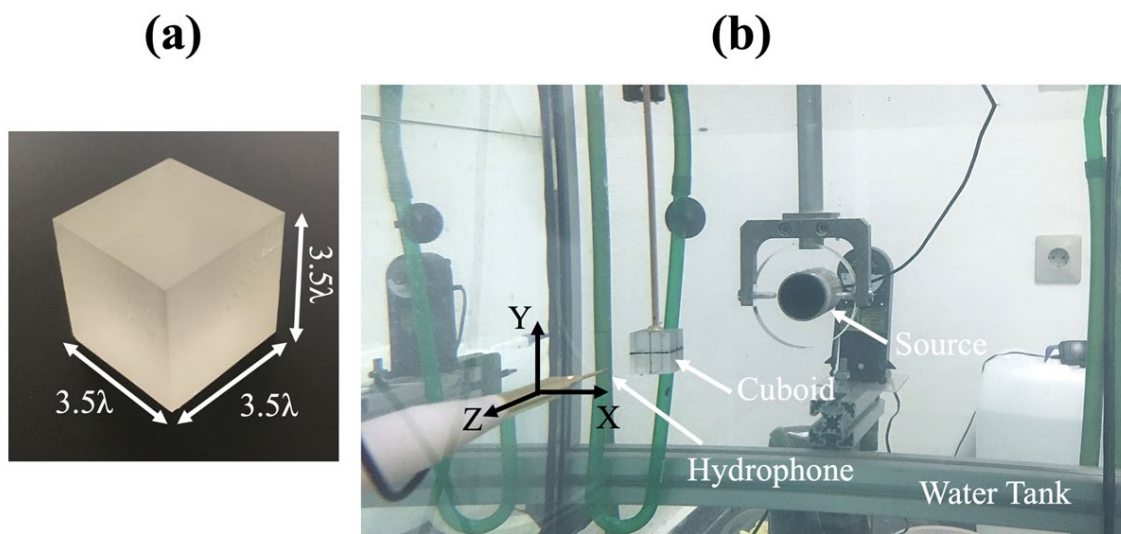 (a)
(b)
3.5λ
3.5λ
3.5λ
Y
Z
X
Source
Cuboid
Hydrophone
Water Tank